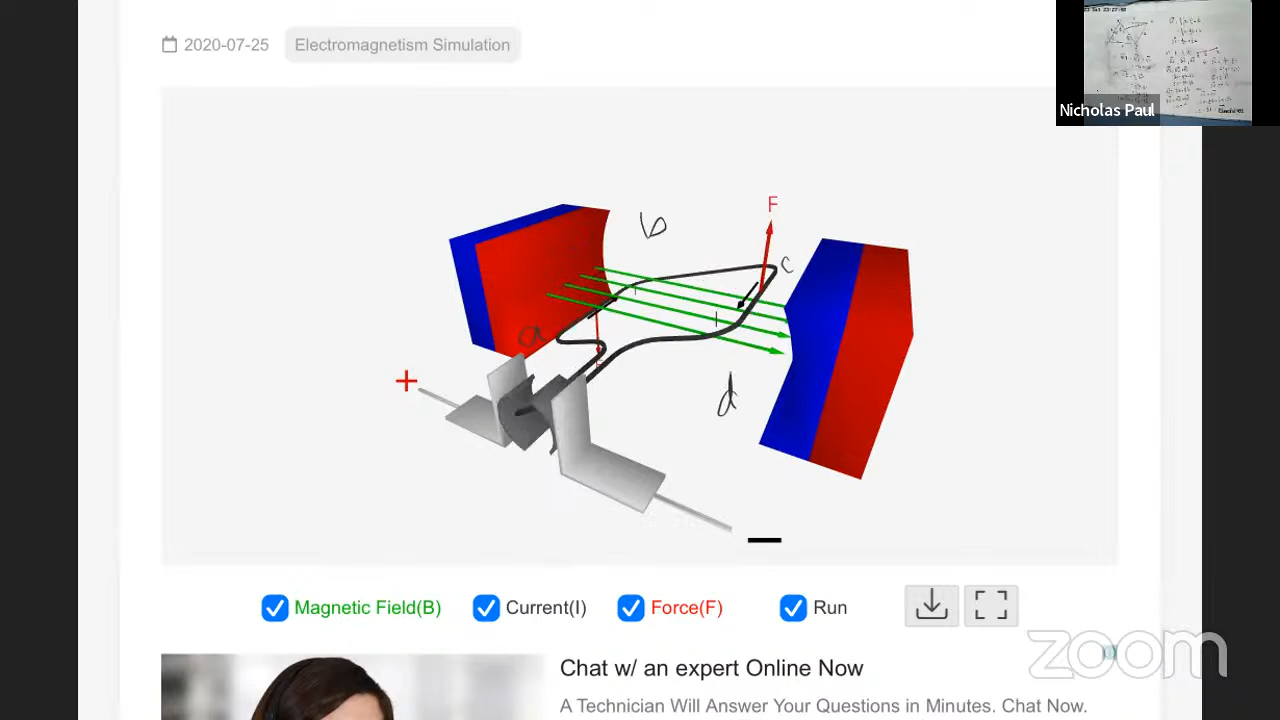 2020-07-25
Electromagnetism Simulation
Nicholas Paul
F
b
c
I
I
a
+
d
Magnetic Field(B)
Current(I)
Force(F)
Run
zoom
Chat w/ an expert Online Now
A Technician Will Answer Your Questions in Minutes. Chat Now.